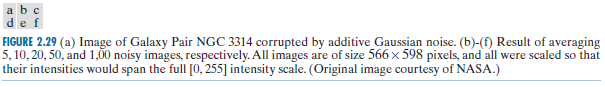 a b c
d e f
FIGURE 2.29 (a) Image of Galaxy Pair NGC 3314 corrupted by additive Gaussian noise. (b)-(f) Result of averaging
5, 10, 20, 50, and 1,00 noisy images, respectively. All images are of size 566 × 598 pixels, and all were scaled so that
their intensities would span the full [0, 255] intensity scale. (Original image courtesy of NASA.)